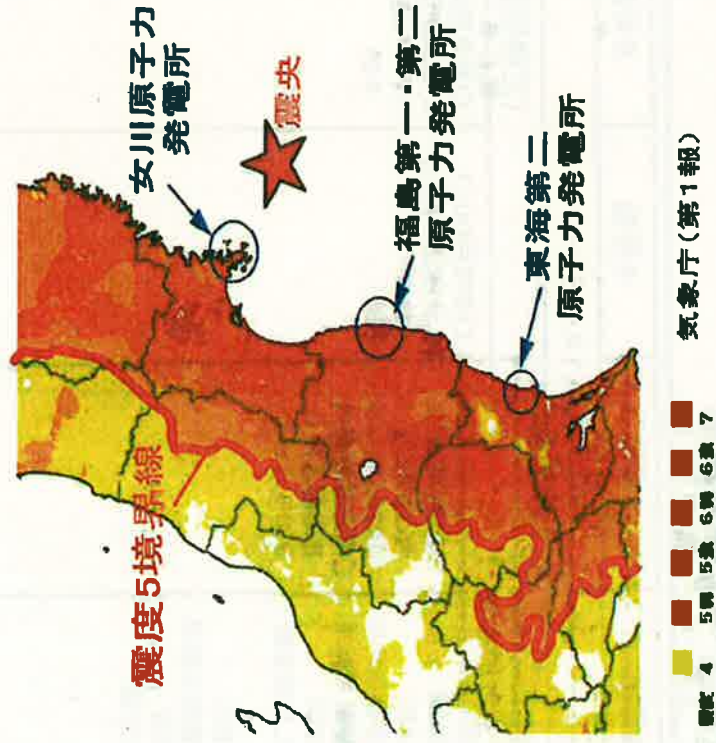 女川原子力
発電所
震央
震度5境界線
福島第一・第二
原子力発電所
東海第二
原子力発電所
気象庁(第1報)
震度 4 5弱 5強 6弱 6強 7